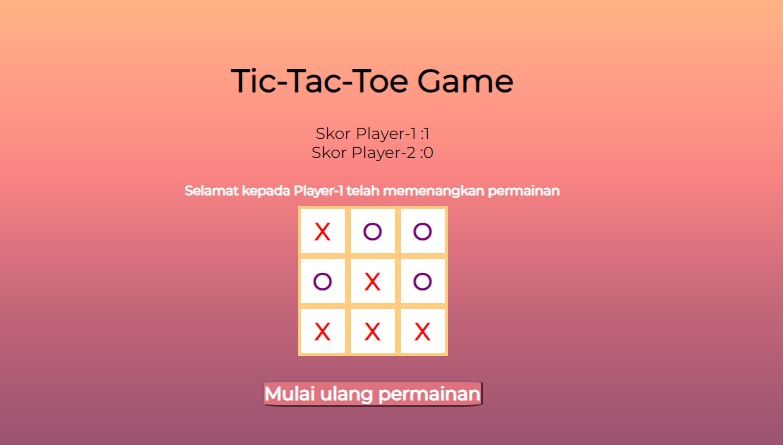 Tic-Tac-Toe Game
Skor Player-1 :1
Skor Player-2 :0
Selamat kepada Player-1 telah memenangkan permainan
X O O
O X O
X X X
Mulai ulang permainan